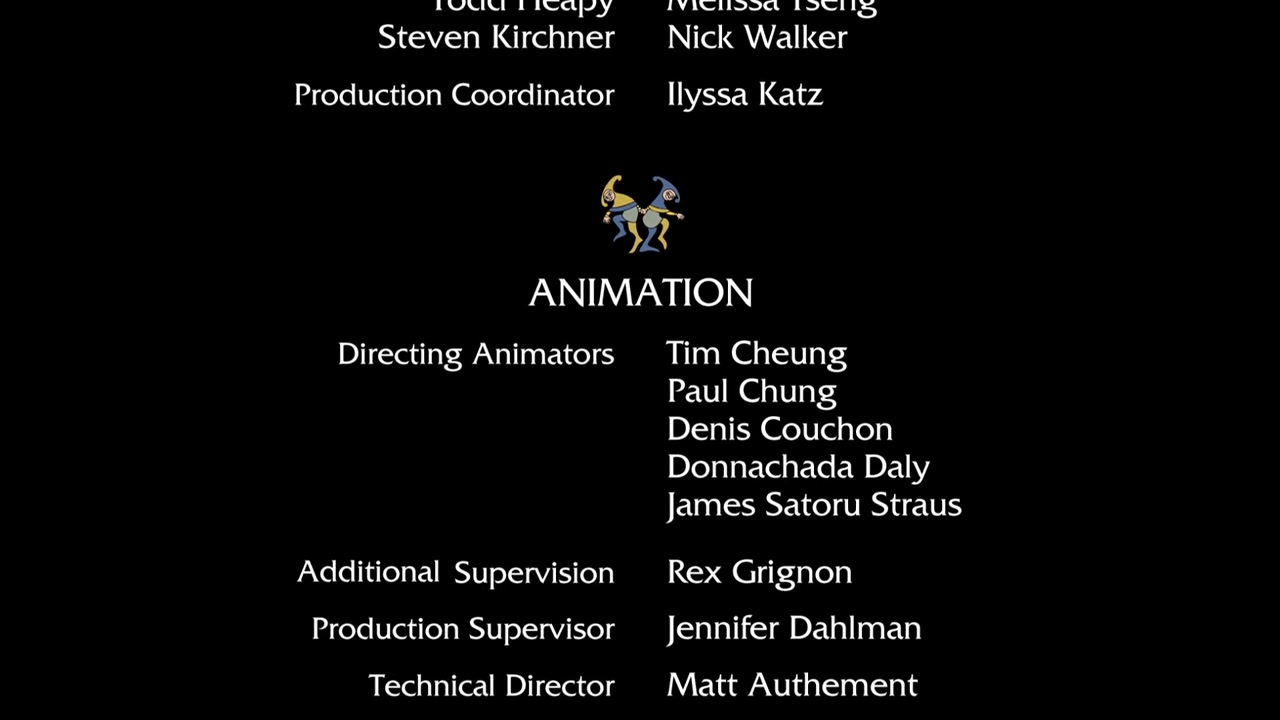 Todd Heapy Melissa Tseng
Steven Kirchner Nick Walker
Production Coordinator Ilyssa Katz
ANIMATION
Directing Animators Tim Cheung
Paul Chung
Denis Couchon
Donnachada Daly
James Satoru Straus
Additional Supervision Rex Grignon
Production Supervisor Jennifer Dahlman
Technical Director Matt Authement